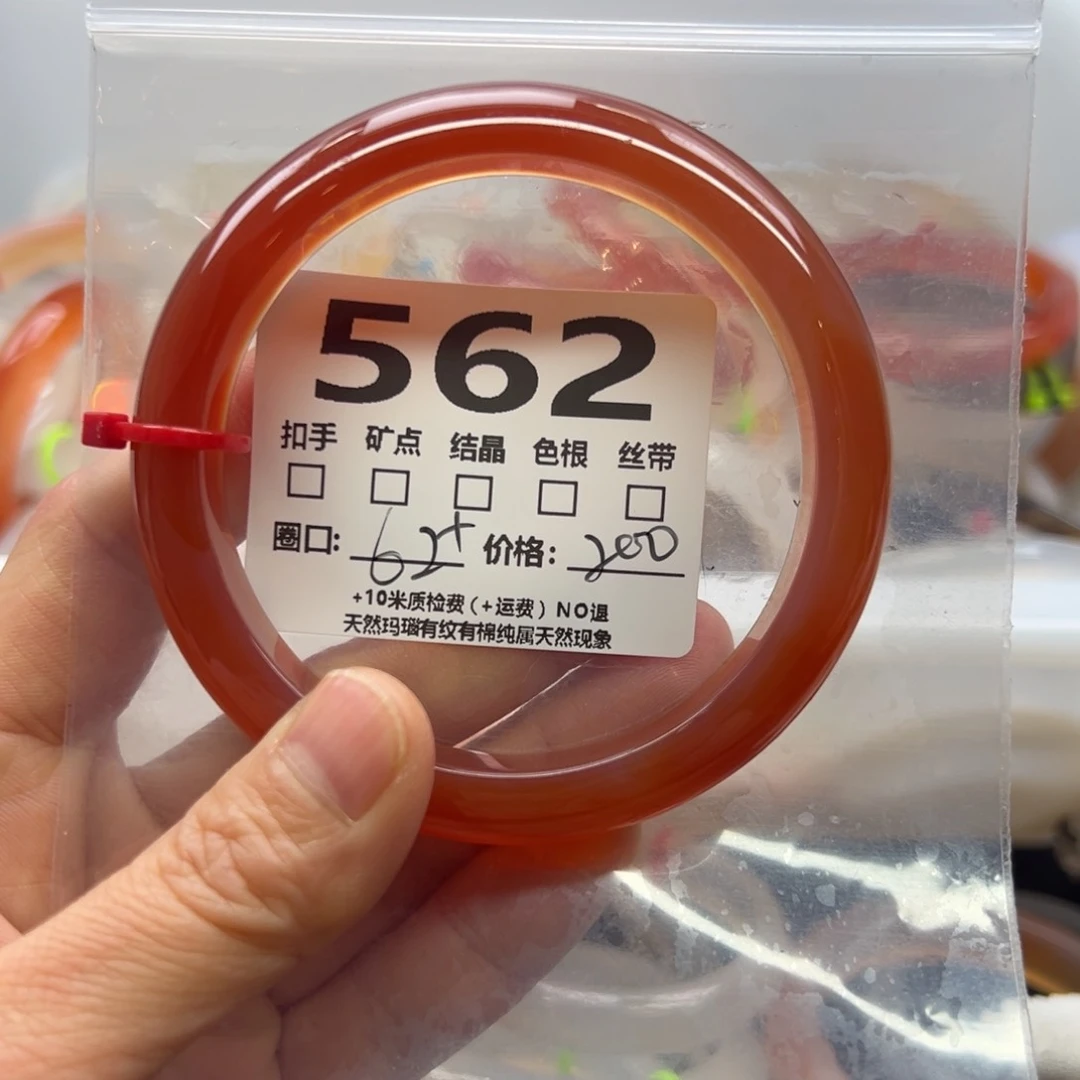 562
扣手 矿点 结晶 色根 丝带
□ □ □ □ □
圈口: 62+ 价格: 200
+10米质检费(+运费) NO退
天然玛瑙有纹有棉纯属天然现象